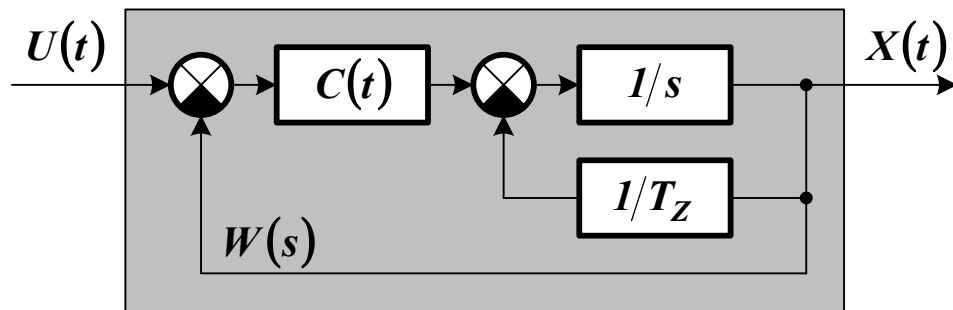 U(t)
C(t)
1/s
X(t)
1/T_Z
W(s)